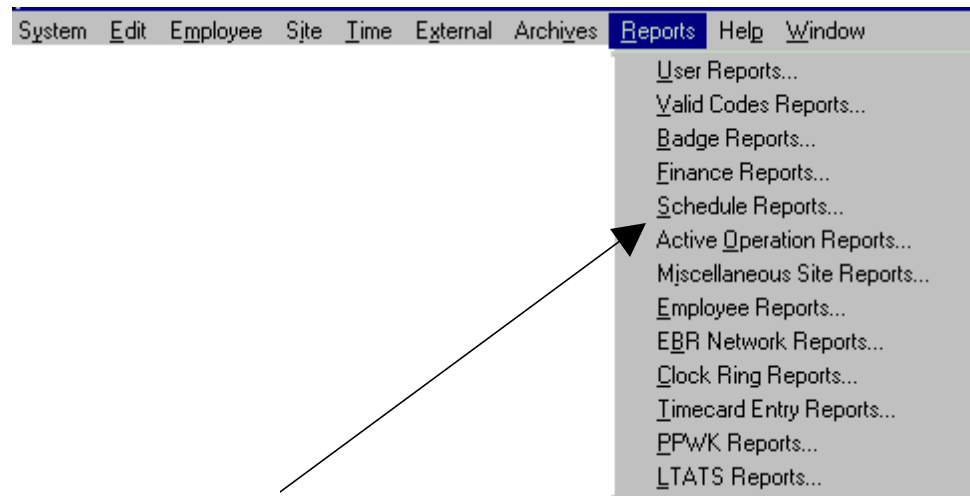 System Edit Employee Site Time External Archives Reports Help Window
User Reports...
Valid Codes Reports...
Badge Reports...
Finance Reports...
Schedule Reports...
Active Operation Reports...
Miscellaneous Site Reports...
Employee Reports...
EBR Network Reports...
Clock Ring Reports...
Timecard Entry Reports...
PPWK Reports...
LTATS Reports...